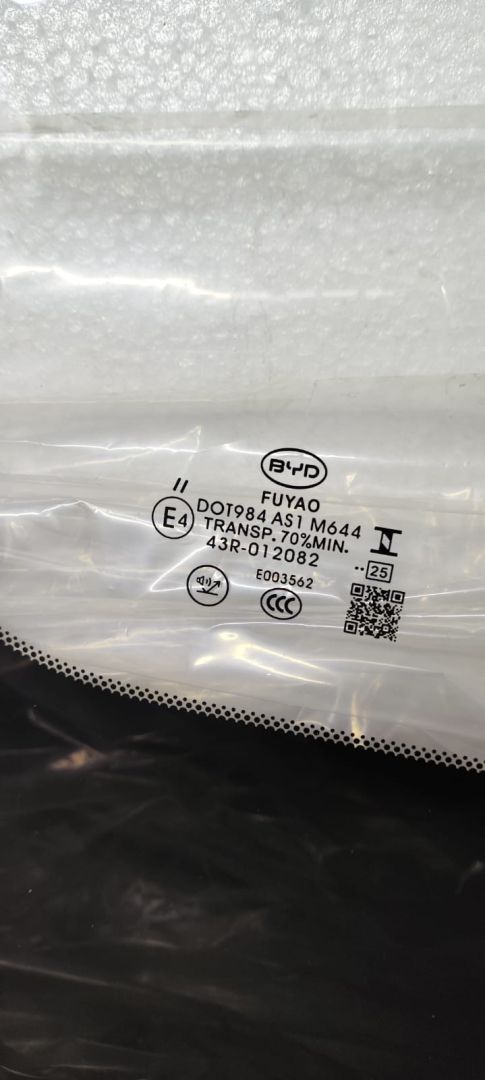 BYD
FUYAO
II
E4
DOT984 AS1 M644
TRANSP. 70%MIN.
43R-012082
E003562
CCC
.. 25